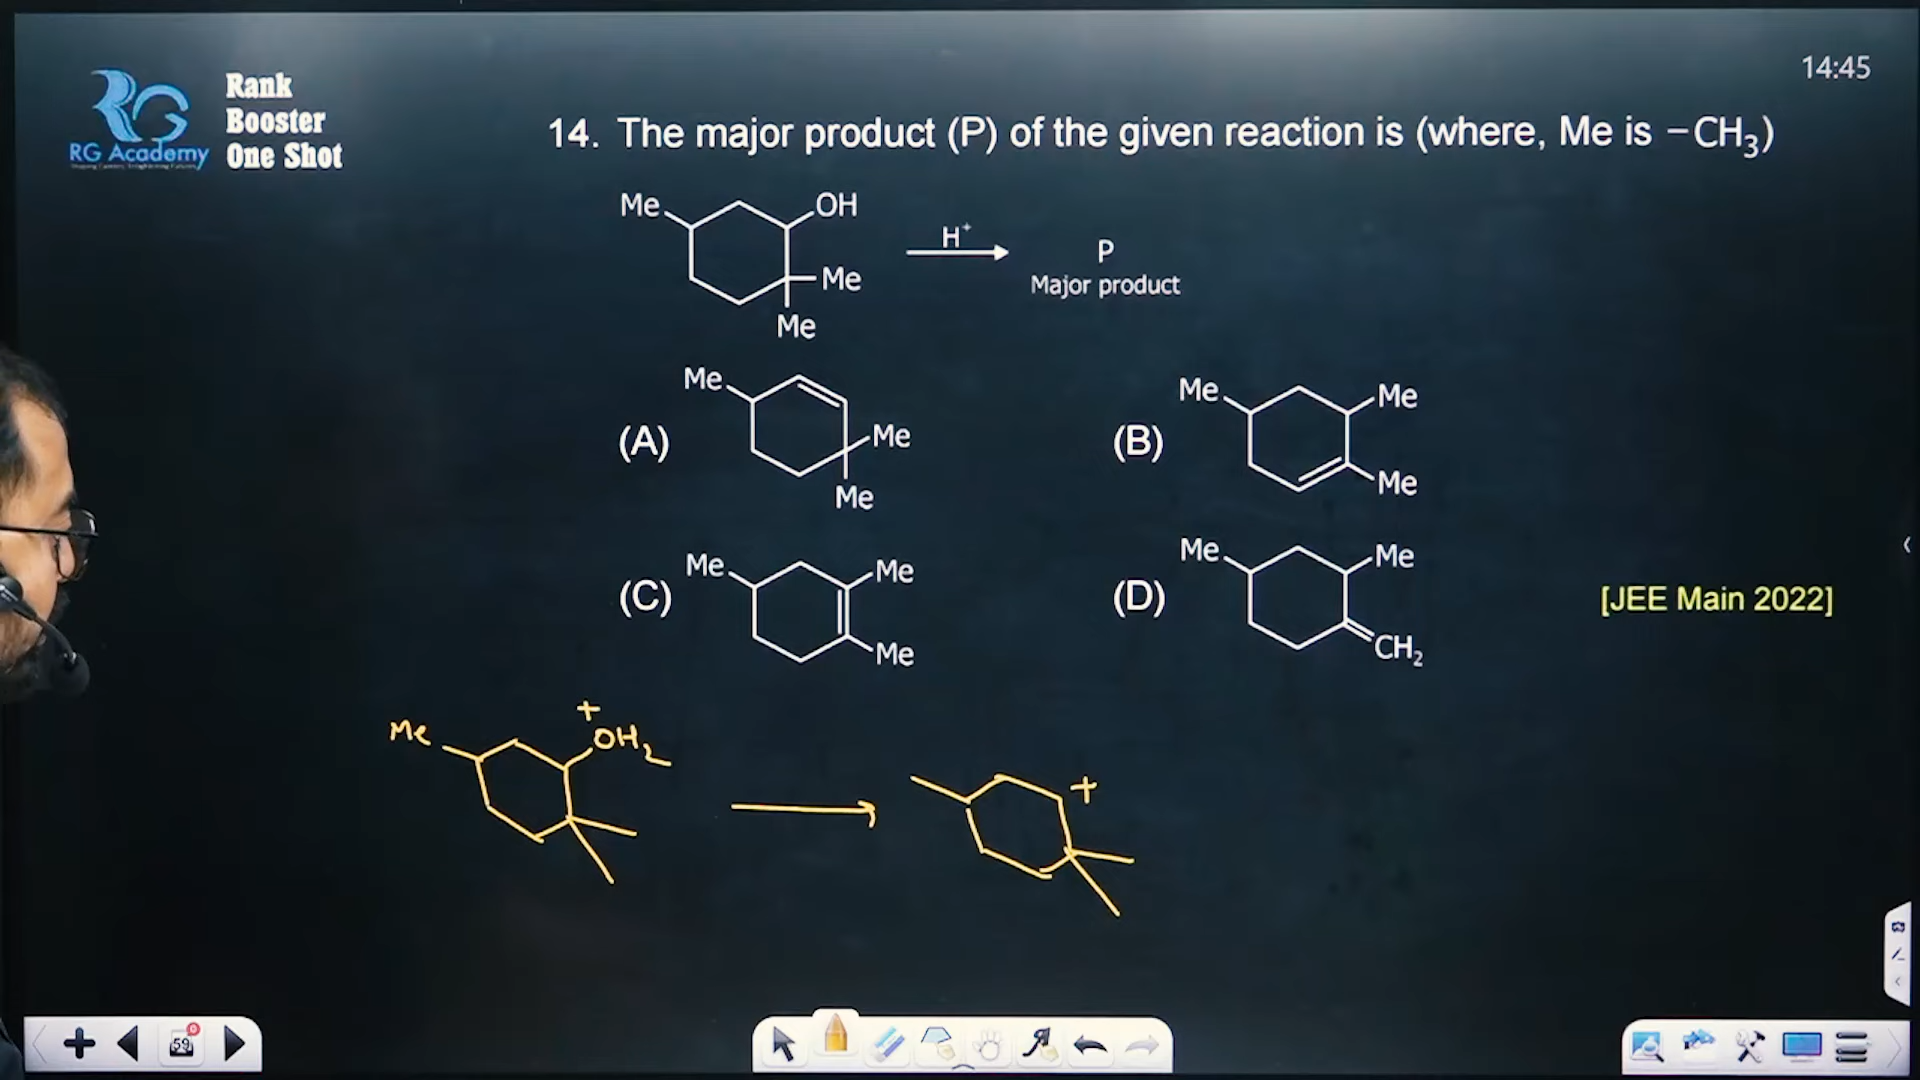 Rank
Booster
One Shot
RG Academy
14:45
14. The major product (P) of the given reaction is (where, Me is −CH₃)
Me OH
H⁺
P
Major product
Me
Me
(A) Me
Me
Me
(B) Me Me
Me
(C) Me Me
Me
(D) Me Me
CH₂
[JEE Main 2022]
Me
+
OH₂
+
59
0